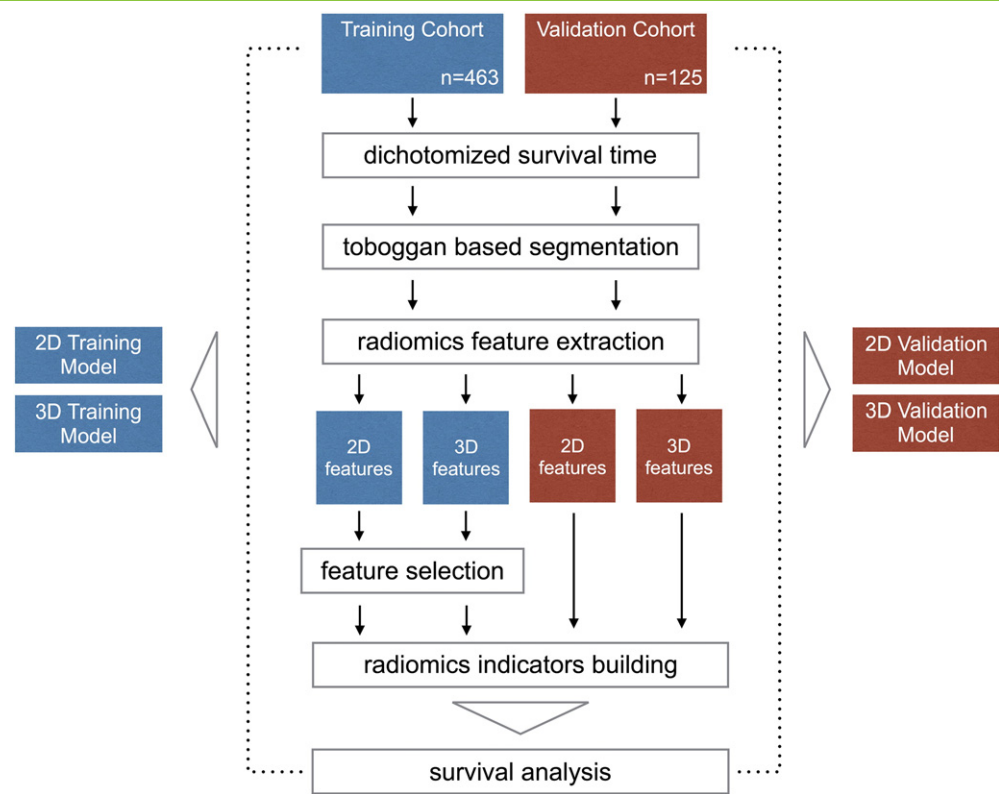 Training Cohort
n=463
Validation Cohort
n=125
dichotomized survival time
toboggan based segmentation
radiomics feature extraction
2D Training
Model
3D Training
Model
2D Validation
Model
3D Validation
Model
2D
features
3D
features
2D
features
3D
features
feature selection
radiomics indicators building
survival analysis